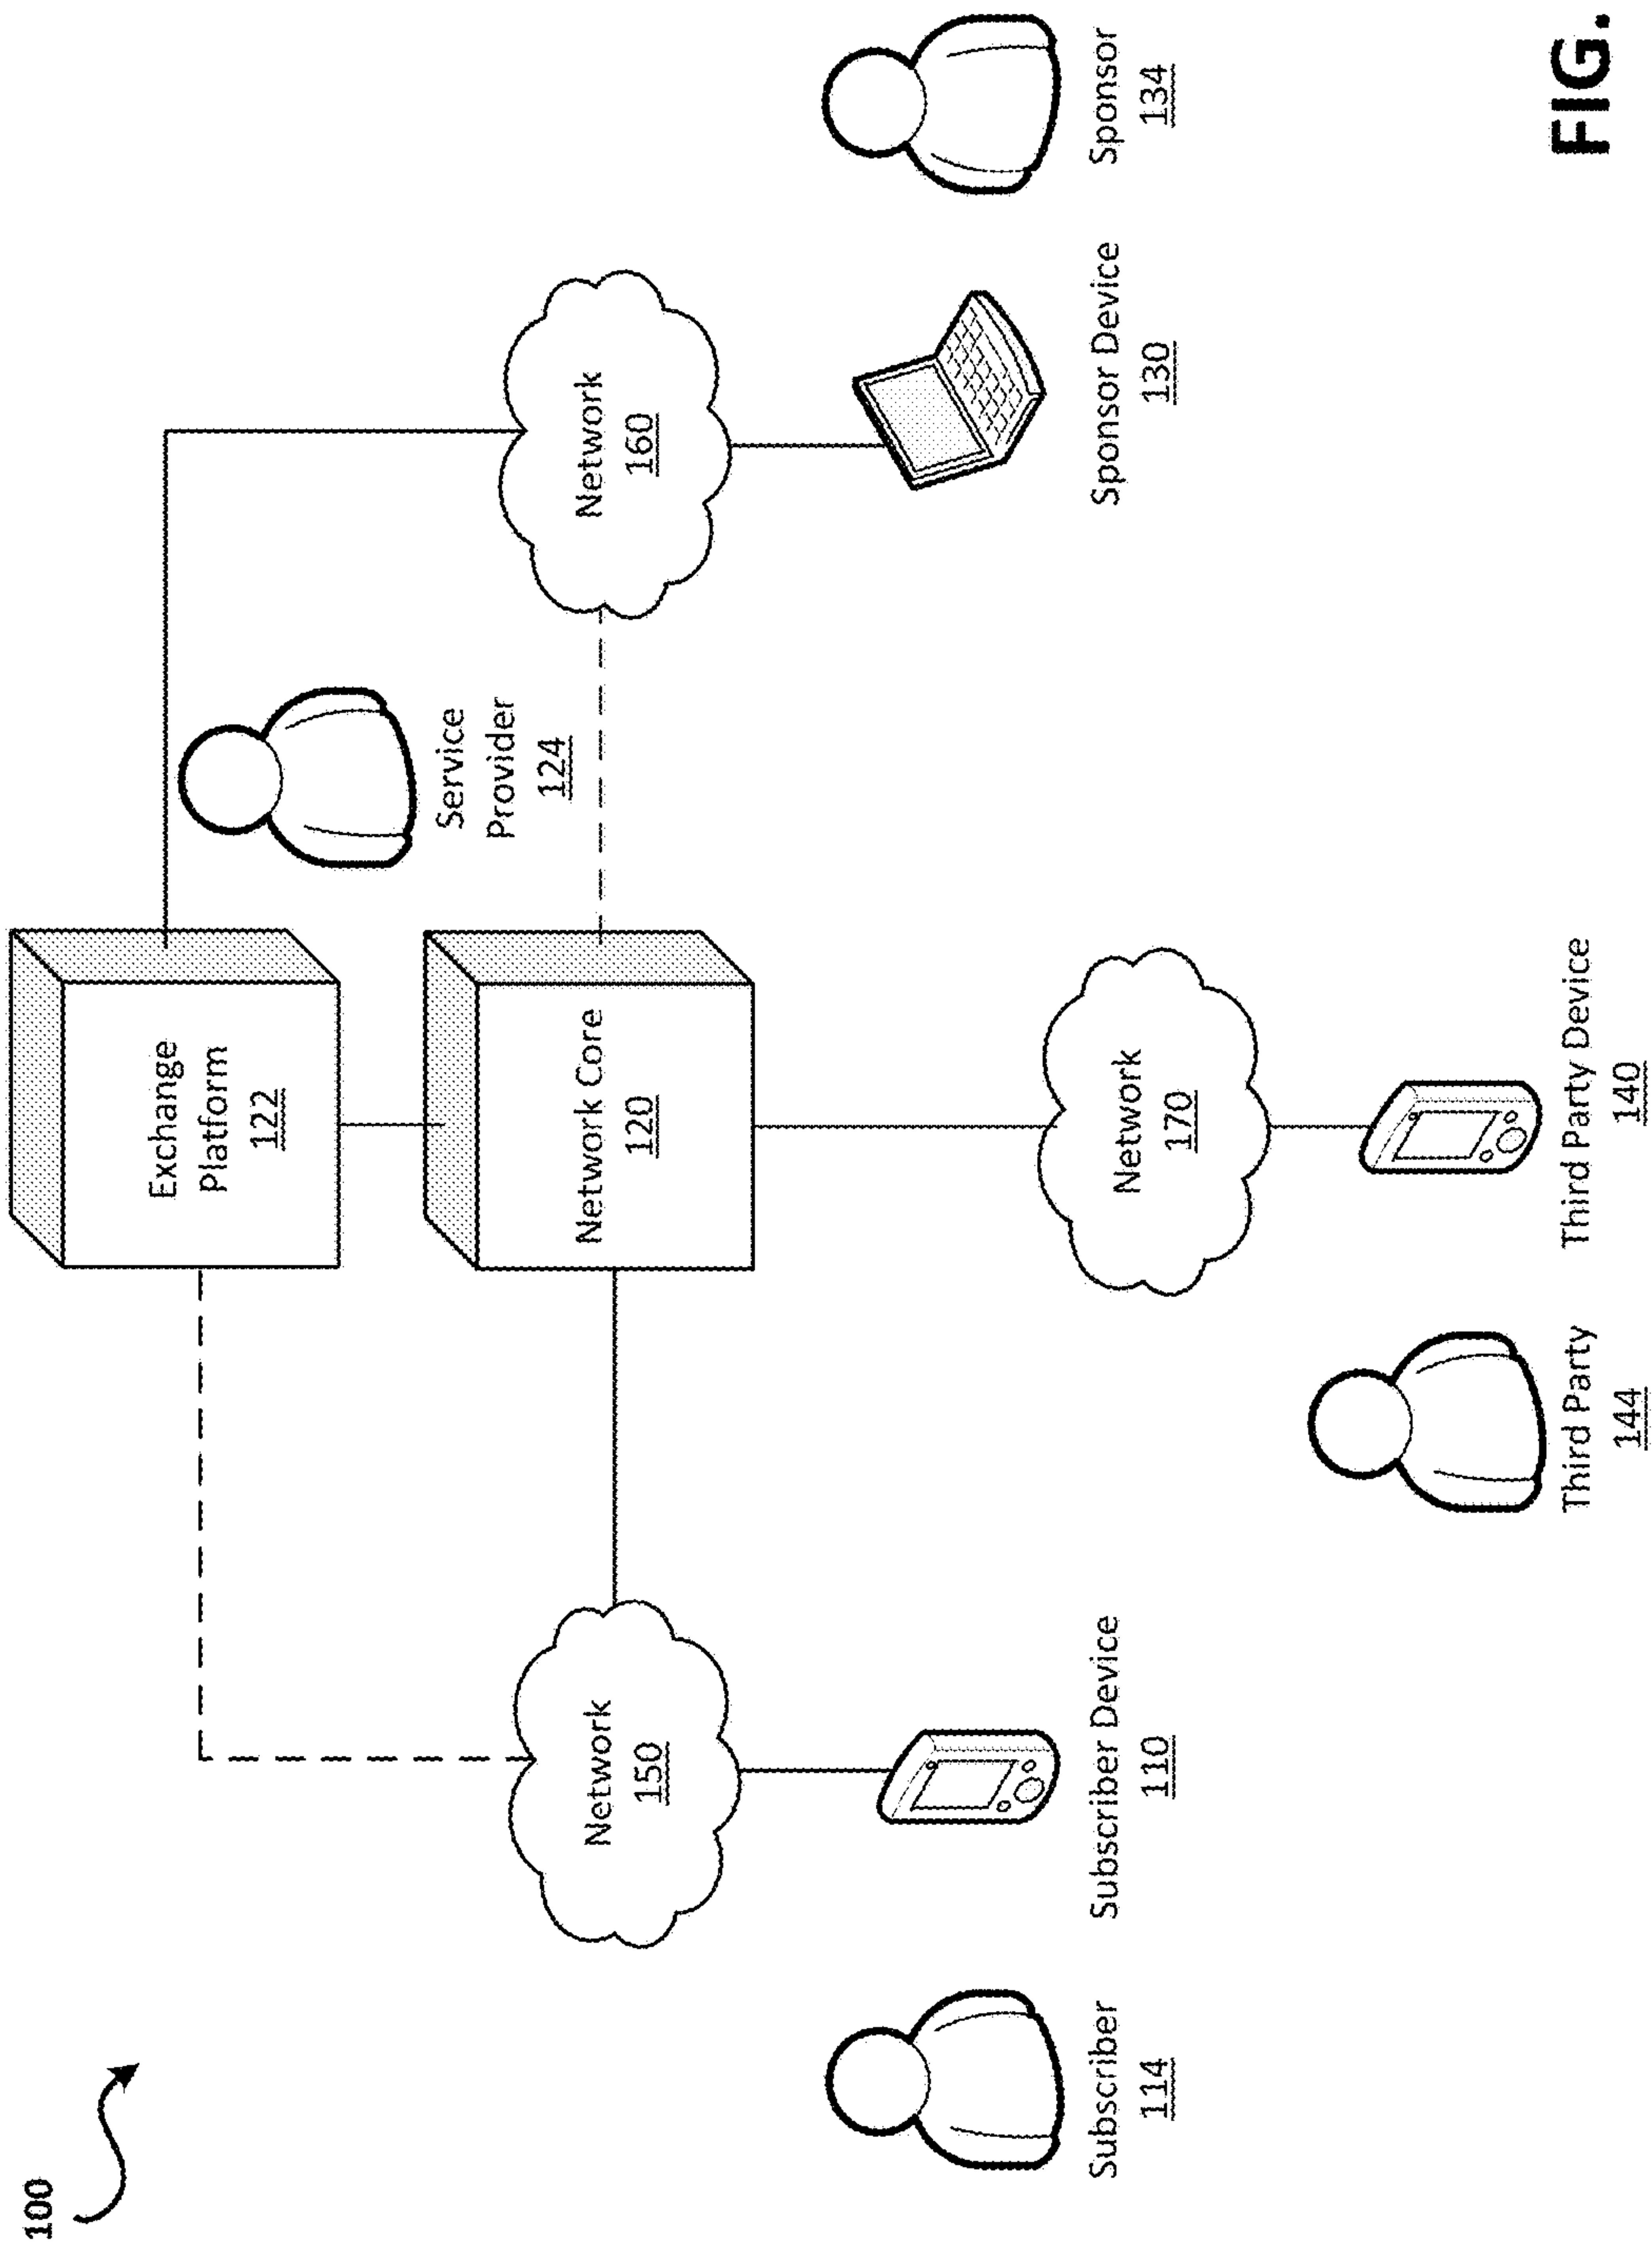 100
Exchange
Platform
122
Service
Provider
124
Network
150
Network Core
120
Network
160
Subscriber
114
Subscriber Device
110
Sponsor Device
130
Sponsor
134
Network
170
Third Party
144
Third Party Device
140
FIG.